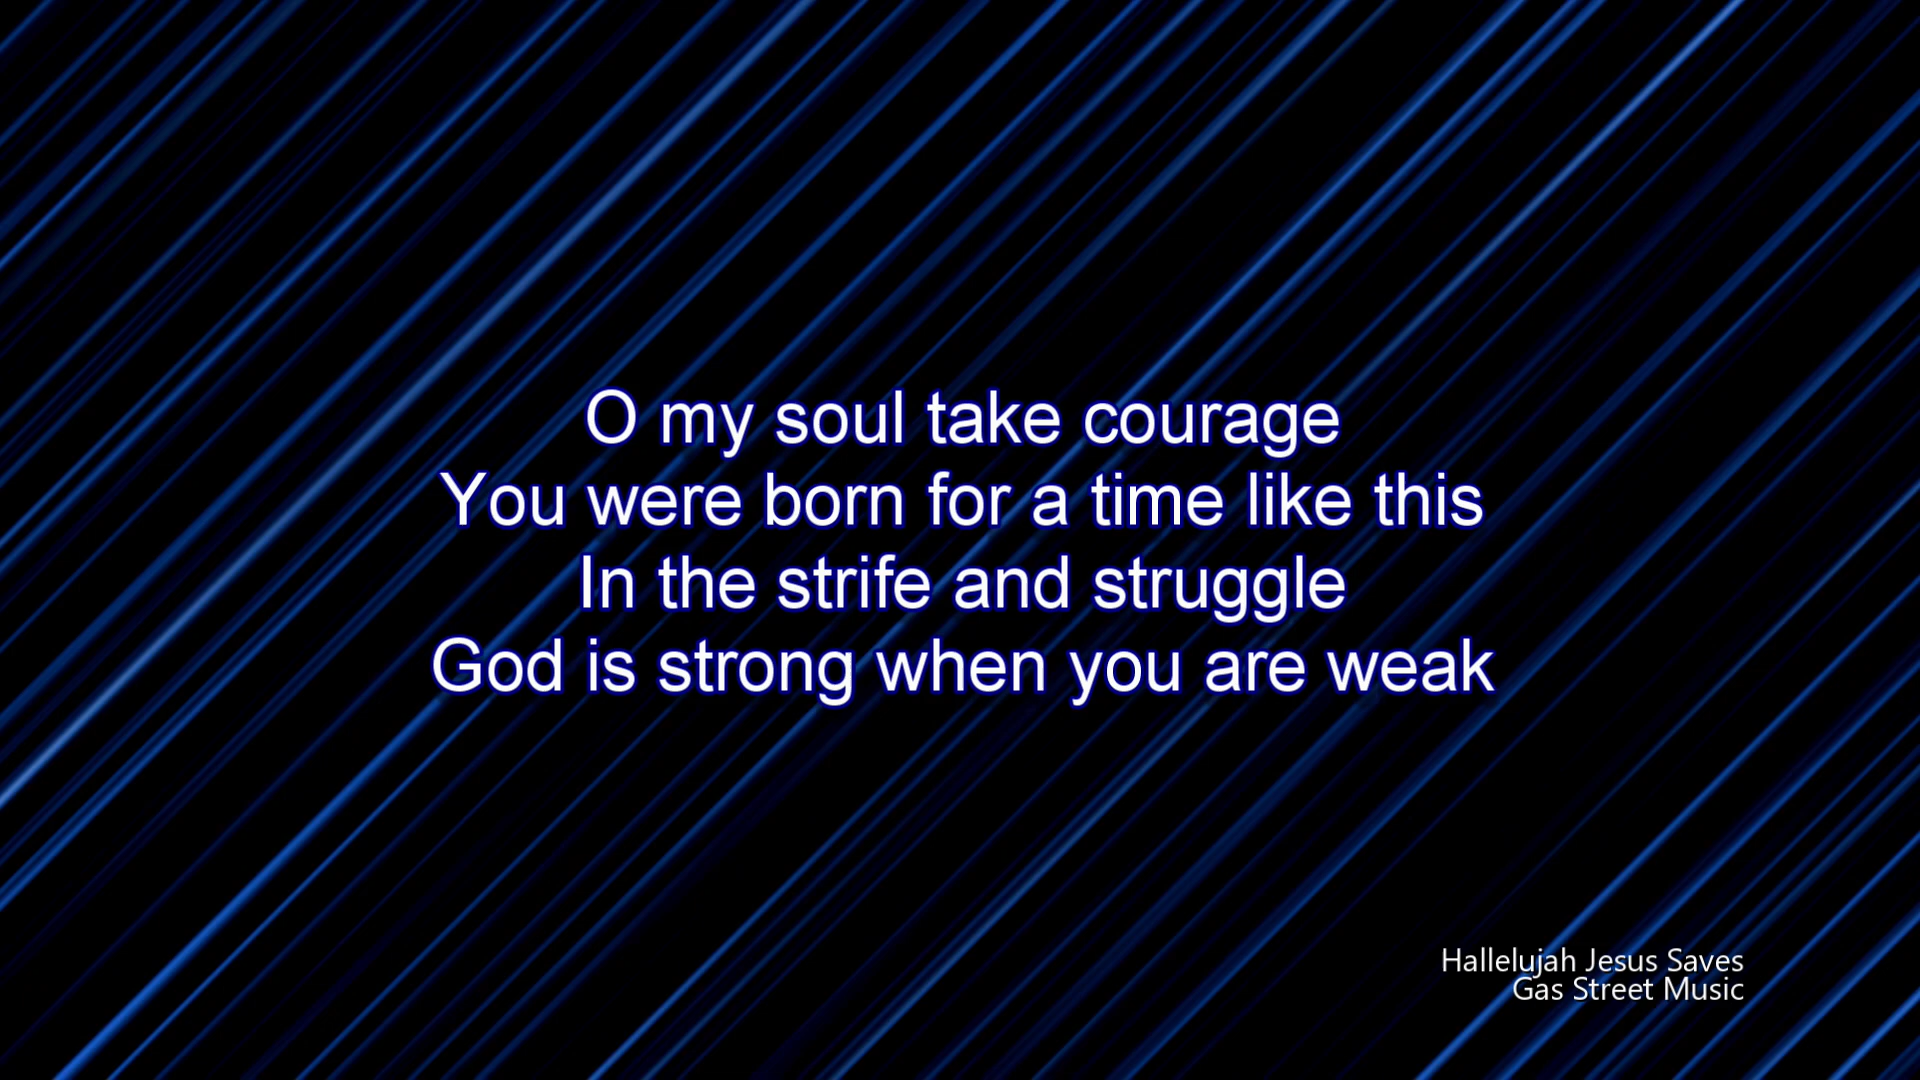 O my soul take courage
You were born for a time like this
In the strife and struggle
God is strong when you are weak
Hallelujah Jesus Saves
Gas Street Music